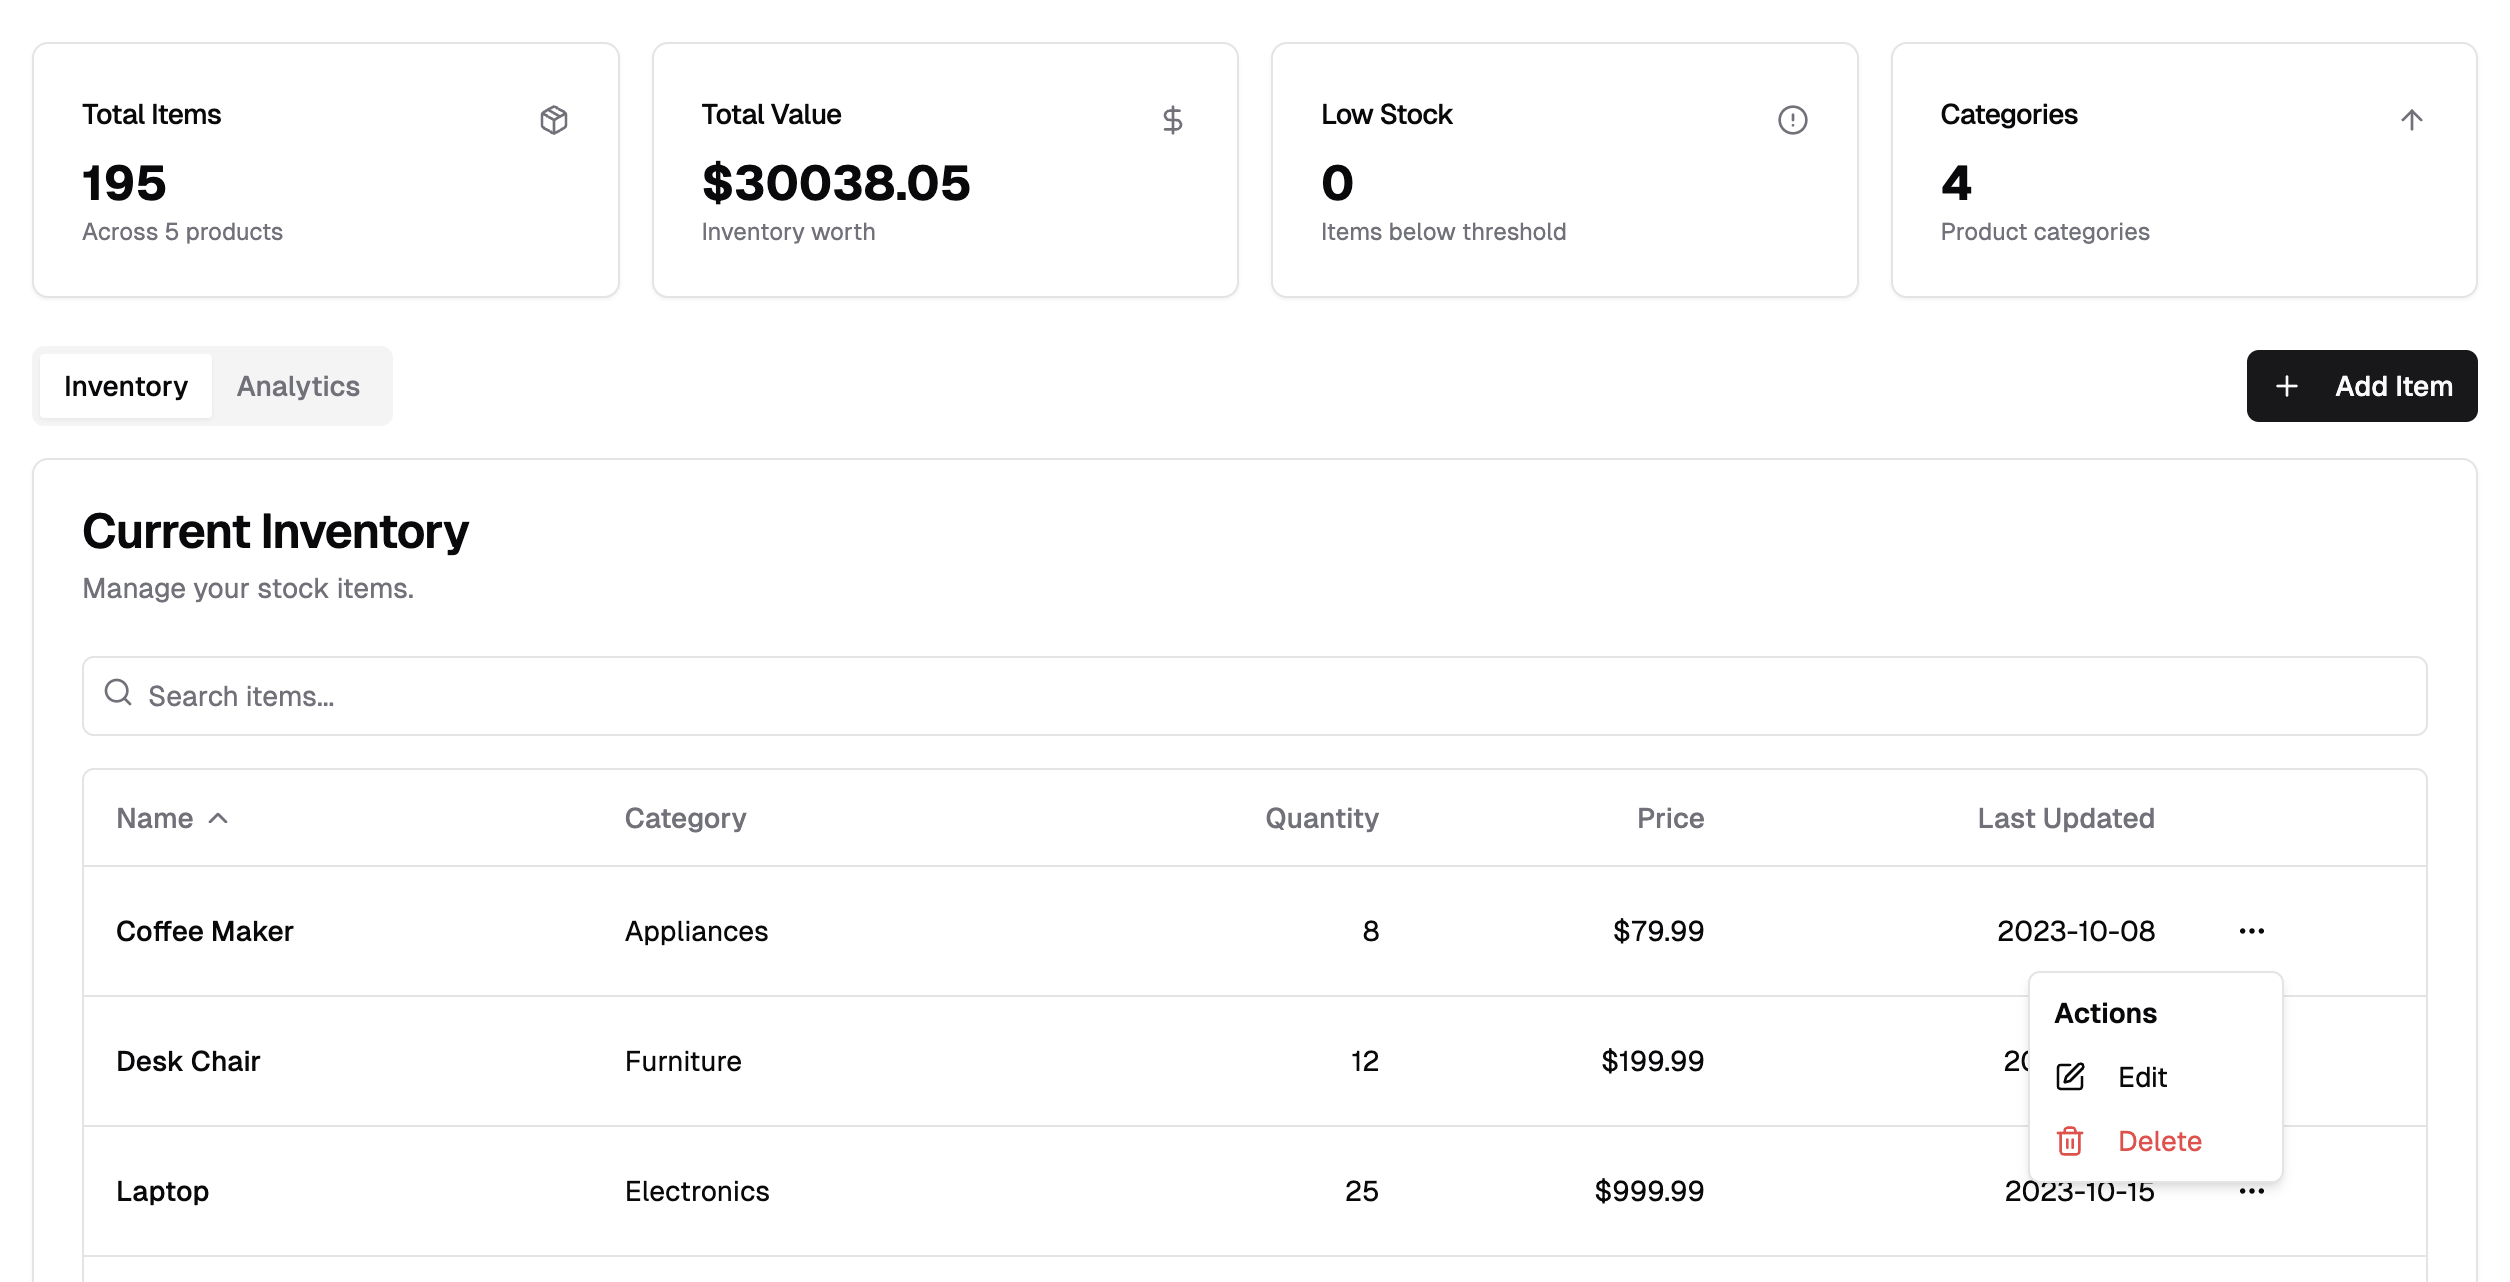 Total Items
195
Across 5 products
Total Value
$30038.05
Inventory worth
Low Stock
0
Items below threshold
Categories
4
Product categories
Inventory Analytics
Add Item
Current Inventory
Manage your stock items.
Search items...
Name Category Quantity Price Last Updated
Coffee Maker Appliances 8 $79.99 2023-10-08
Desk Chair Furniture 12 $199.99
Laptop Electronics 25 $999.99 2023-10-15
Actions
Edit
Delete